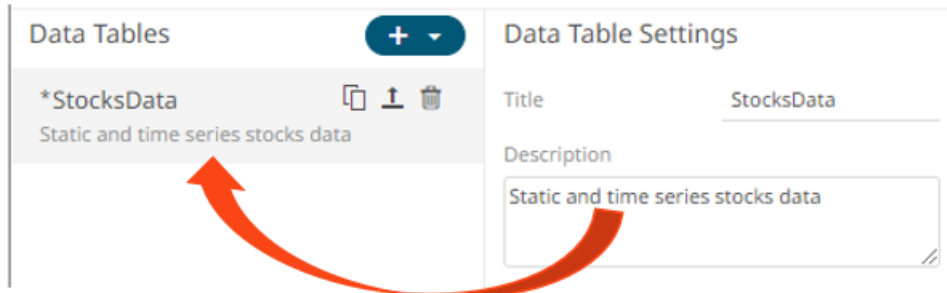 Data Tables
*StocksData
Static and time series stocks data
Data Table Settings
Title StocksData
Description
Static and time series stocks data